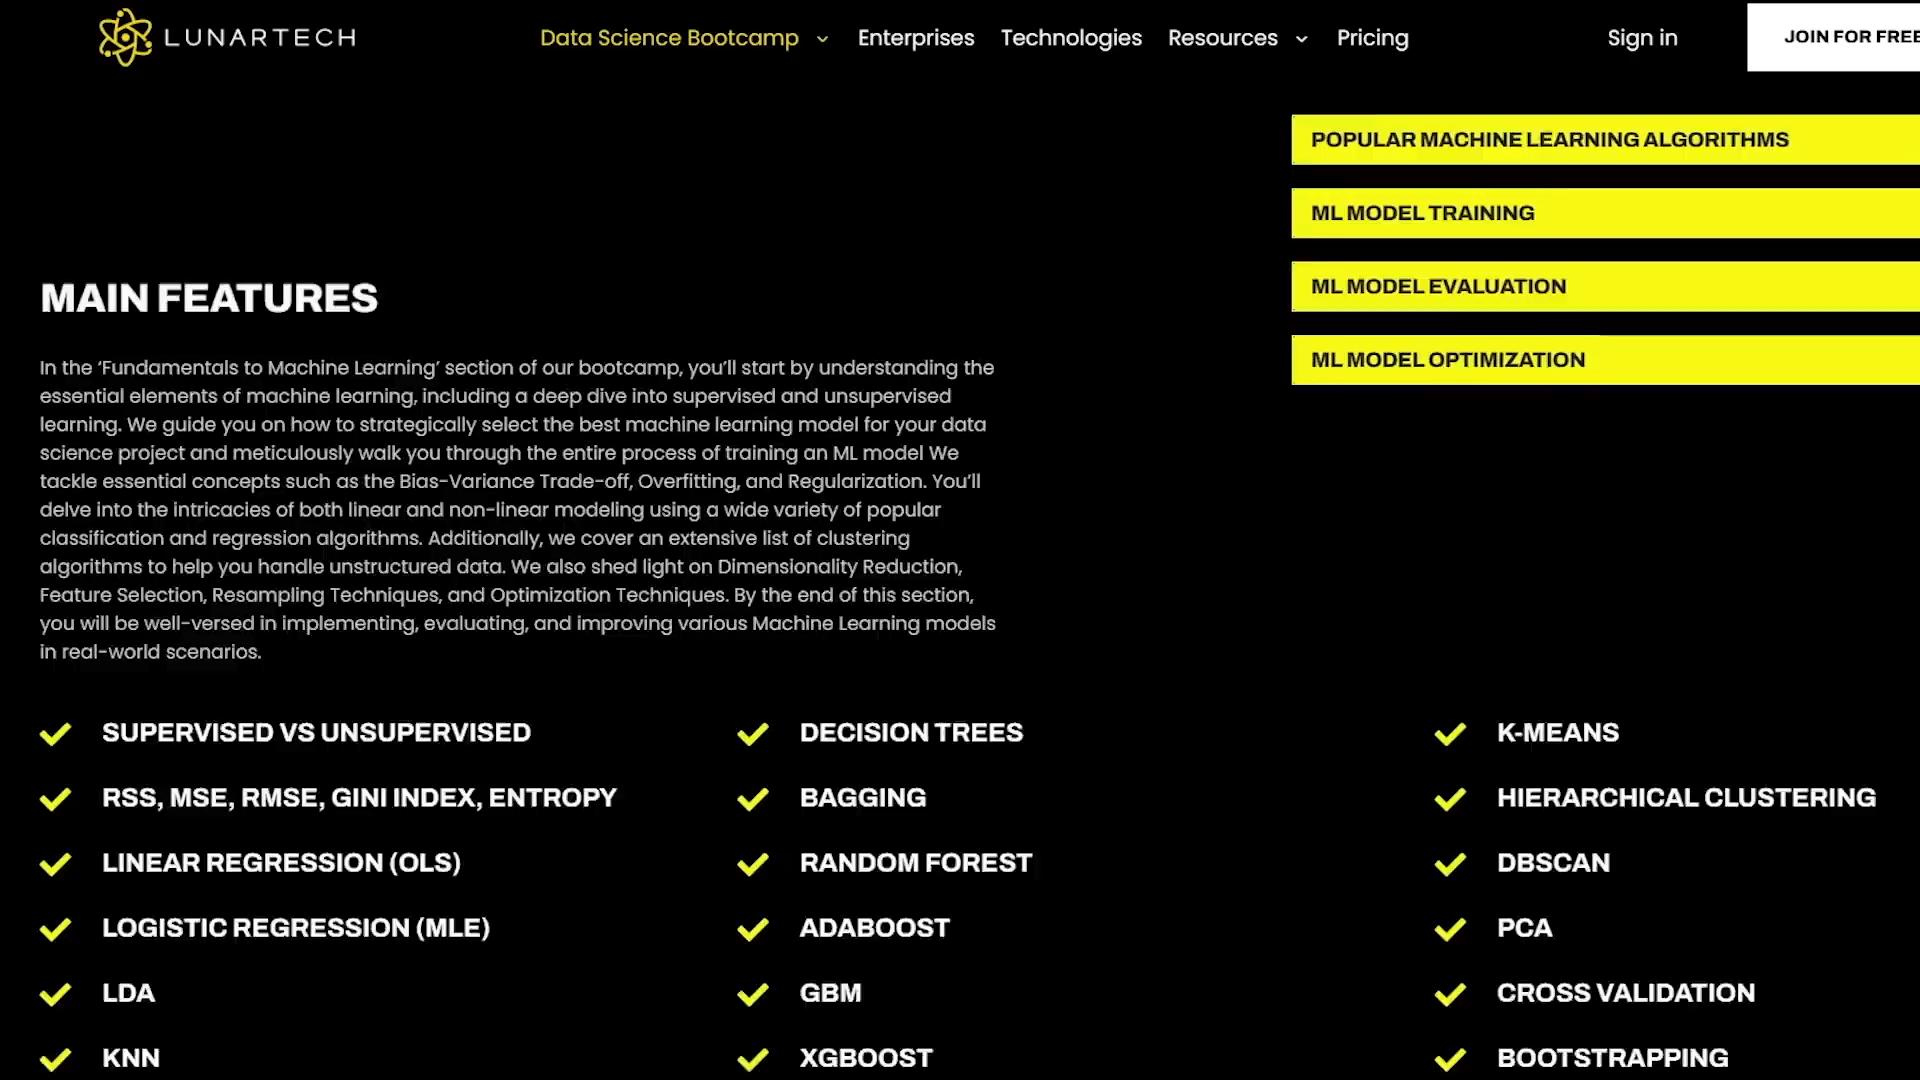 LUNARTECH
Data Science Bootcamp
Enterprises
Technologies
Resources
Pricing
Sign in
JOIN FOR FREE
POPULAR MACHINE LEARNING ALGORITHMS
ML MODEL TRAINING
ML MODEL EVALUATION
ML MODEL OPTIMIZATION
MAIN FEATURES
In the ‘Fundamentals to Machine Learning’ section of our bootcamp, you’ll start by understanding the
essential elements of machine learning, including a deep dive into supervised and unsupervised
learning. We guide you on how to strategically select the best machine learning model for your data
science project and meticulously walk you through the entire process of training an ML model We
tackle essential concepts such as the Bias-Variance Trade-off, Overfitting, and Regularization. You’ll
delve into the intricacies of both linear and non-linear modeling using a wide variety of popular
classification and regression algorithms. Additionally, we cover an extensive list of clustering
algorithms to help you handle unstructured data. We also shed light on Dimensionality Reduction,
Feature Selection, Resampling Techniques, and Optimization Techniques. By the end of this section,
you will be well-versed in implementing, evaluating, and improving various Machine Learning models
in real-world scenarios.
SUPERVISED VS UNSUPERVISED
RSS, MSE, RMSE, GINI INDEX, ENTROPY
LINEAR REGRESSION (OLS)
LOGISTIC REGRESSION (MLE)
LDA
KNN
DECISION TREES
BAGGING
RANDOM FOREST
ADABOOST
GBM
XGBOOST
K-MEANS
HIERARCHICAL CLUSTERING
DBSCAN
PCA
CROSS VALIDATION
BOOTSTRAPPING